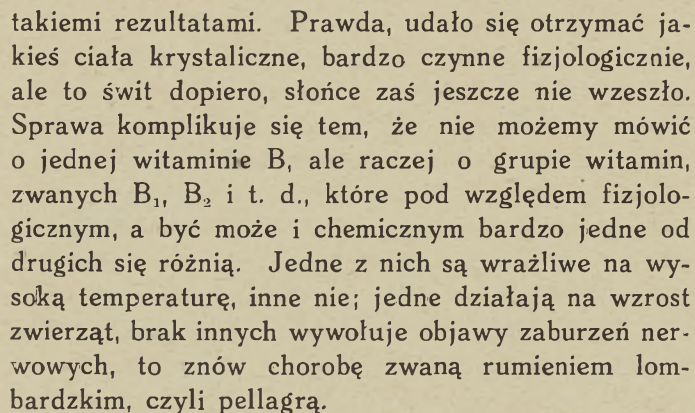 takiemi rezultatami. Prawda, udało się otrzymać ja-
kieś ciała krystaliczne, bardzo czynne fizjologicznie,
ale to świt dopiero, słońce zaś jeszcze nie wzeszło.
Sprawa komplikuje się tem, że nie możemy mówić
o jednej witaminie B, ale raczej o grupie witamin,
zwanych B₁, B₂ i t. d., które pod względem fizjolo-
gicznym, a być może i chemicznym bardzo jedne od
drugich się różnią. Jedne z nich są wrażliwe na wy-
soką temperaturę, inne nie; jedne działają na wzrost
zwierząt, brak innych wywołuje objawy zaburzeń ner-
wowych, to znów chorobę zwaną rumieniem lom-
bardzkim, czyli pellagrą.